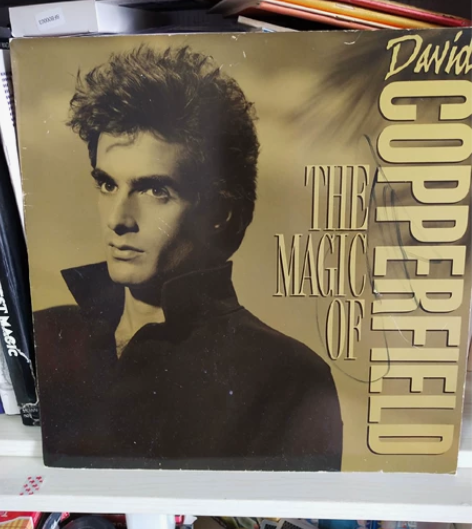 David
COPPERFIELD
THE
MAGIC
OF